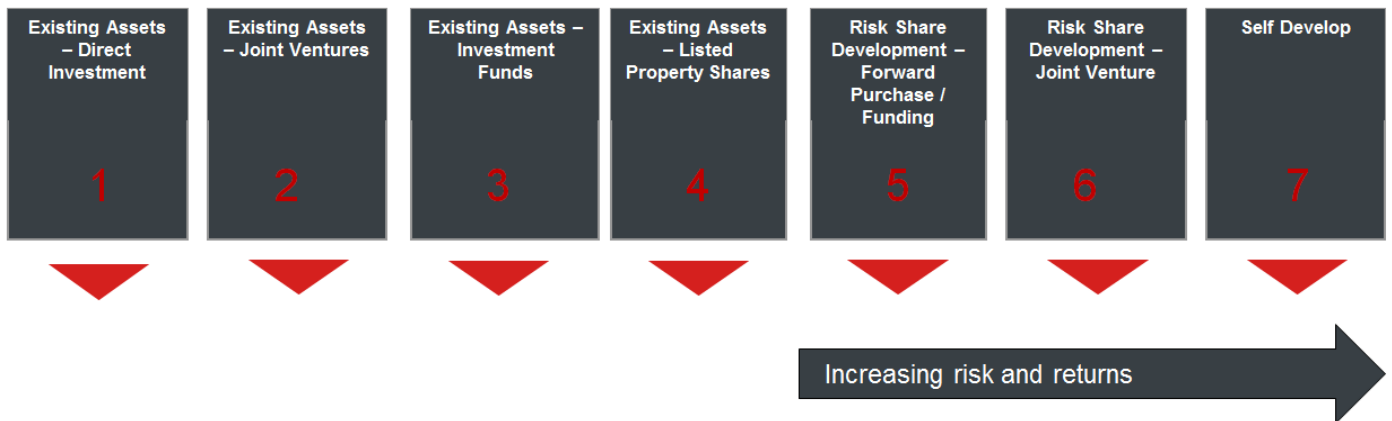 Existing Assets
– Direct
Investment
1
Existing Assets
– Joint Ventures
2
Existing Assets –
Investment
Funds
3
Existing Assets
– Listed
Property Shares
4
Risk Share
Development –
Forward
Purchase /
Funding
5
Risk Share
Development –
Joint Venture
6
Self Develop
7
Increasing risk and returns